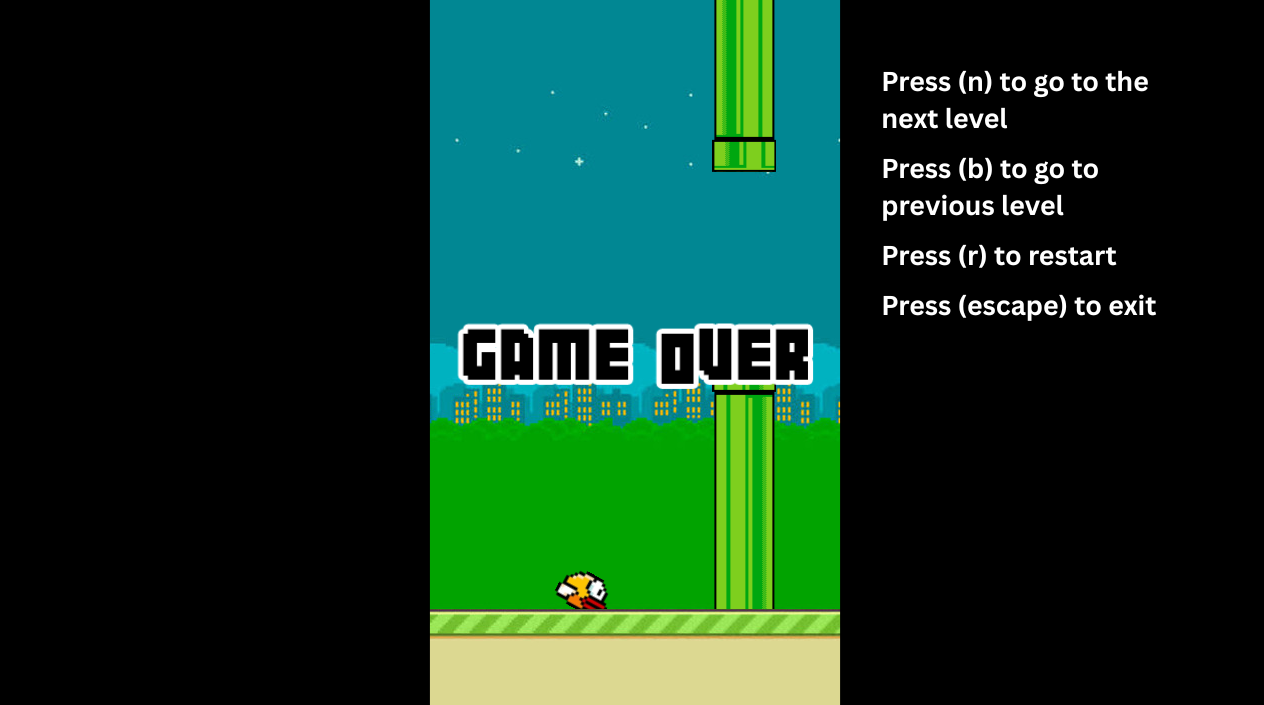 GAME OVER
Press (n) to go to the
next level
Press (b) to go to
previous level
Press (r) to restart
Press (escape) to exit